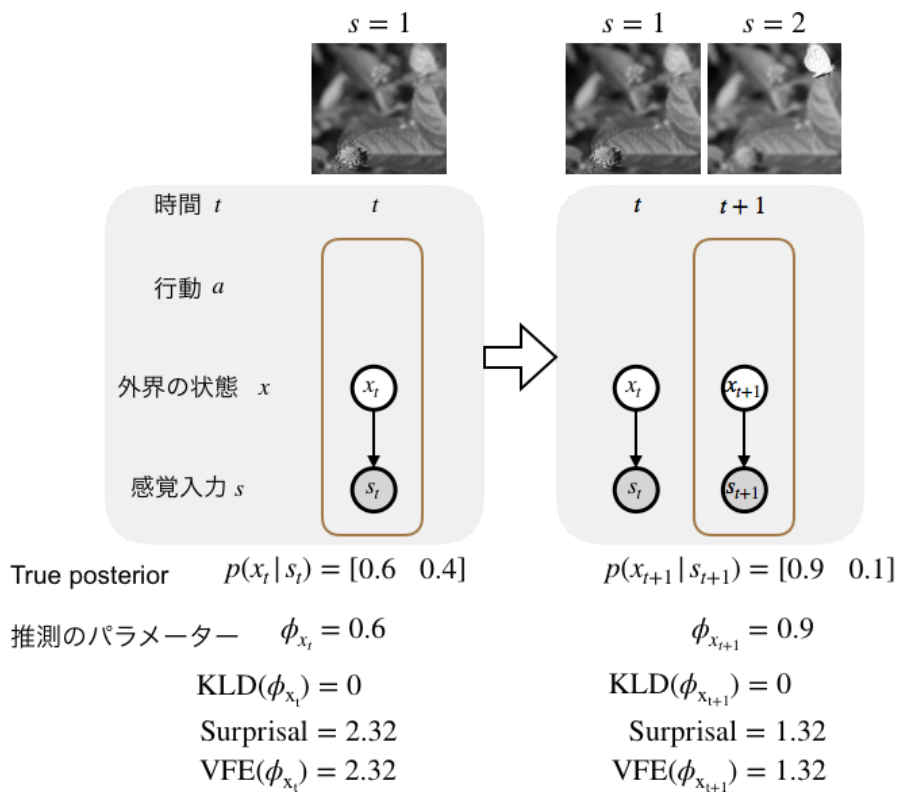 s = 1
s = 1 s = 2
時間 t
t
t
t + 1
行動 a
外界の状態 x
x_t
x_t
x_{t+1}
感覚入力 s
s_t
s_t
s_{t+1}
True posterior p(x_t | s_t) = [0.6 0.4]
p(x_{t+1} | s_{t+1}) = [0.9 0.1]
推測のパラメーター ϕ_{x_t} = 0.6
ϕ_{x_{t+1}} = 0.9
KLD(ϕ_{x_t}) = 0
KLD(ϕ_{x_{t+1}}) = 0
Surprisal = 2.32
Surprisal = 1.32
VFE(ϕ_{x_t}) = 2.32
VFE(ϕ_{x_{t+1}}) = 1.32